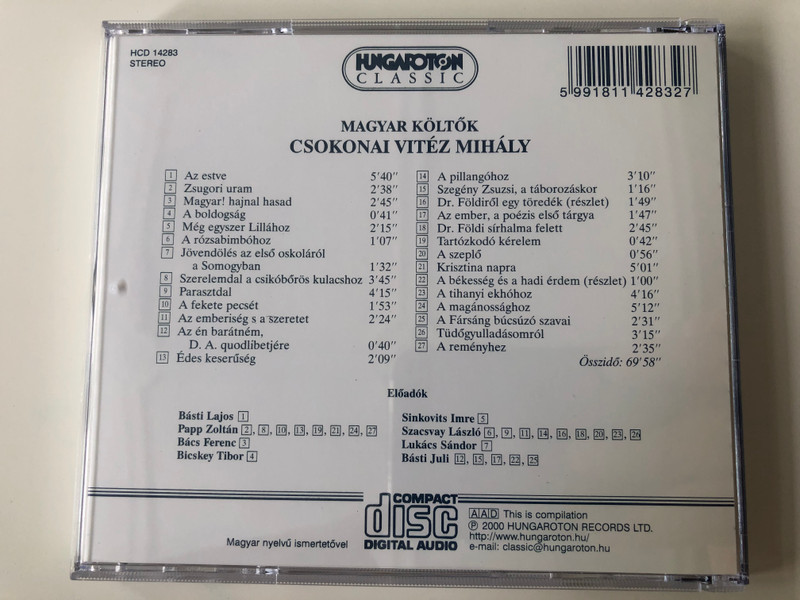 HCD 14283
STEREO
HUNGAROTON
CLASSIC
5 991811 428327
MAGYAR KÖLTŐK
CSOKONAI VITÉZ MIHÁLY
1 Az estve 5'40"
2 Zsugori uram 2'38"
3 Magyar! hajnal hasad 2'45"
4 A boldogság 0'41"
5 Még egyszer Lillához 2'15"
6 A rózsabimbóhoz 1'07"
7 Jövendölés az első oskoláról
a Somogyban 1'32"
8 Szerelemdal a csikóbőrös kulacshoz 3'45"
9 Parasztdal 4'15"
10 A fekete pecsét 1'53"
11 Az emberiség s a szeretet 2'24"
12 Az én barátném,
D. A. quodlibetjére 0'40"
13 Édes keserűség 2'09"
14 A pillangóhoz 3'10"
15 Szegény Zsuzsi, a táborozáskor 1'16"
16 Dr. Földiről egy töredék (részlet) 1'49"
17 Az ember, a poézis első tárgya 1'47"
18 Dr. Földi sírhalma felett 2'45"
19 Tartózkodó kérelem 0'42"
20 A szeplő 0'56"
21 Krisztina napra 5'01"
22 A békesség és a hadi érdem (részlet) 1'00"
23 A tihanyi ekhóhoz 4'16"
24 A magánossághoz 5'12"
25 A Fársáng búcsúzó szavai 2'31"
26 Tüdőgyulladásomról 3'15"
27 A reményhez 2'35"
Összidő: 69'58"
Előadók
Básti Lajos 1
Papp Zoltán 2, 8, 10, 13, 19, 21, 24, 27
Bács Ferenc 3
Bicskey Tibor 4
Sinkovits Imre 5
Szacsvay László 6, 9, 11, 14, 16, 18, 20, 23, 26
Lukács Sándor 7
Básti Juli 12, 15, 17, 22, 25
Magyar nyelvű ismertetővel
COMPACT
disc
DIGITAL AUDIO
AAD This is compilation
℗ 2000 HUNGAROTON RECORDS LTD.
http://www.hungaroton.hu/
e-mail: classic@hungaroton.hu